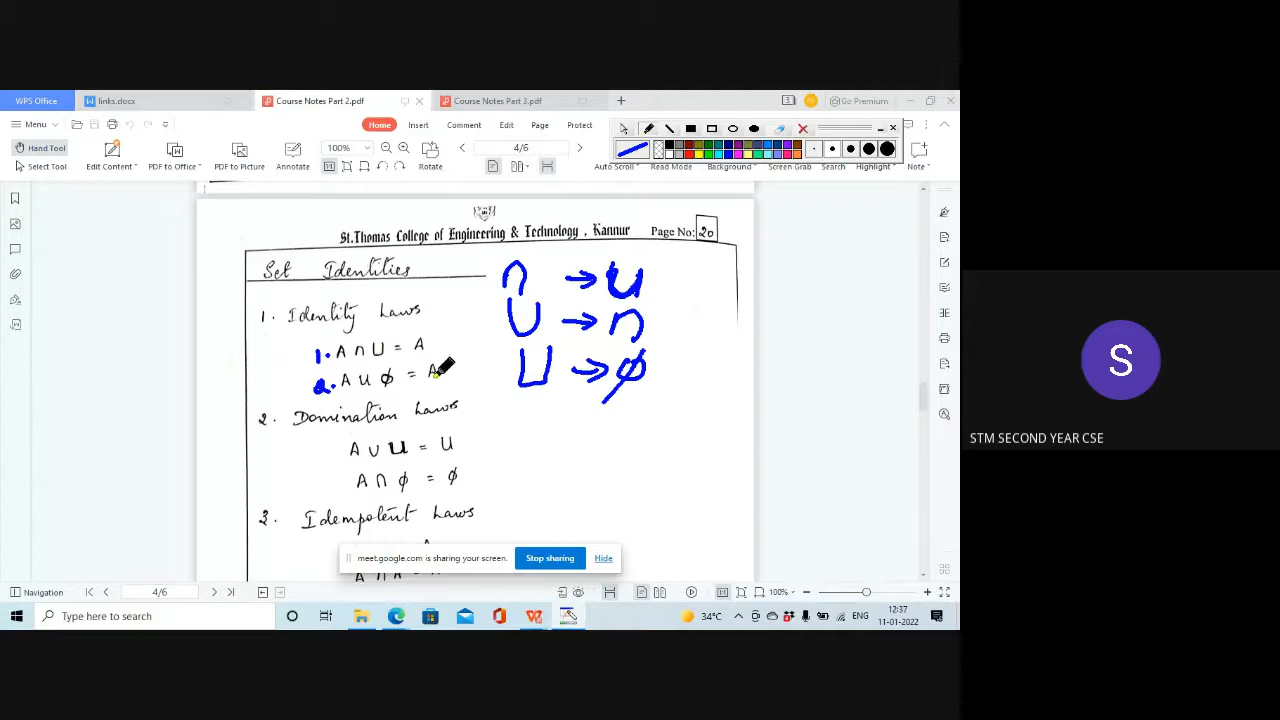 WPS Office links.docx Course Notes Part 2.pdf Course Notes Part 3.pdf 3 Go Premium
Menu Home Insert Comment Edit Page Protect
Hand Tool 100% 4/6
Select Tool Edit Content PDF to Office PDF to Picture Annotate Rotate Auto Scroll Read Mode Background Screen Grab Search Highlight Note
St.Thomas College of Engineering & Technology , Kannur Page No: 20
Set Identities
∩ → ∪
∪ → ∩
U → ϕ
1. Identity Laws
1. A ∩ U = A
2. A ∪ ϕ = A
2. Domination Laws
A ∪ U = U
A ∩ ϕ = ϕ
3. Idempotent Laws
meet.google.com is sharing your screen. Stop sharing Hide
Navigation 4/6 100%
Type here to search 34°C ENG 12:37
11-01-2022
S
STM SECOND YEAR CSE